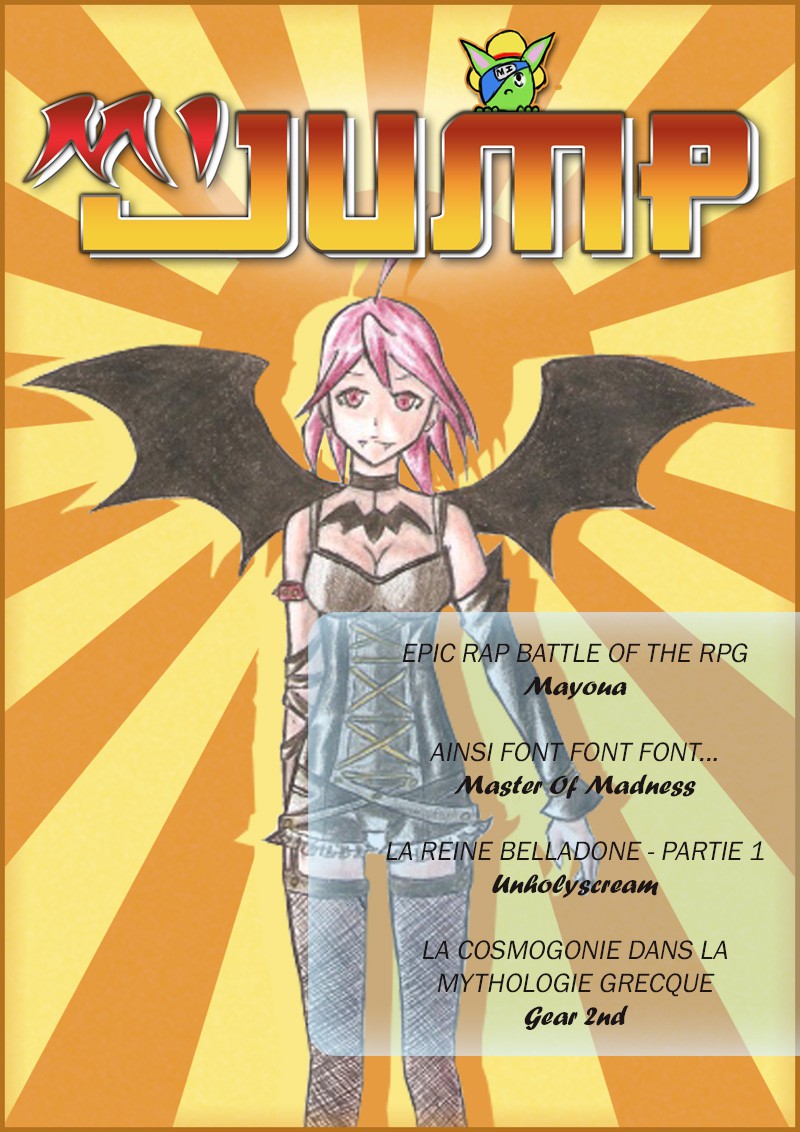 MI
M'JUMP
EPIC RAP BATTLE OF THE RPG
Mayoua
AINSI FONT FONT FONT...
Master Of Madness
LA REINE BELLADONE - PARTIE 1
Unholyscream
LA COSMOGONIE DANS LA
MYTHOLOGIE GRECQUE
Gear 2nd